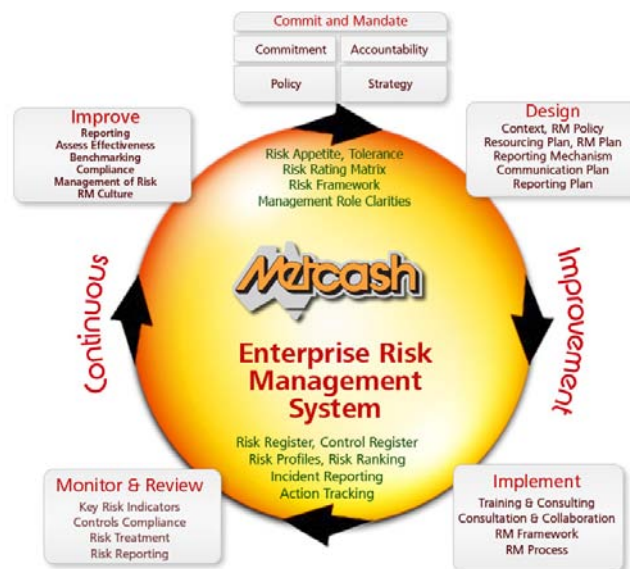 Commit and Mandate
Commitment
Accountability
Policy
Strategy
Improve
Reporting
Assess Effectiveness
Benchmarking
Compliance
Management of Risk
RM Culture
Design
Context, RM Policy
Resourcing Plan, RM Plan
Reporting Mechanism
Communication Plan
Reporting Plan
Risk Appetite, Tolerance
Risk Rating Matrix
Risk Framework
Management Role Clarities
Continuous
Metcash
Improvement
Enterprise Risk
Management
System
Risk Register, Control Register
Risk Profiles, Risk Ranking
Incident Reporting
Action Tracking
Monitor & Review
Key Risk Indicators
Controls Compliance
Risk Treatment
Risk Reporting
Implement
Training & Consulting
Consultation & Collaboration
RM Framework
RM Process